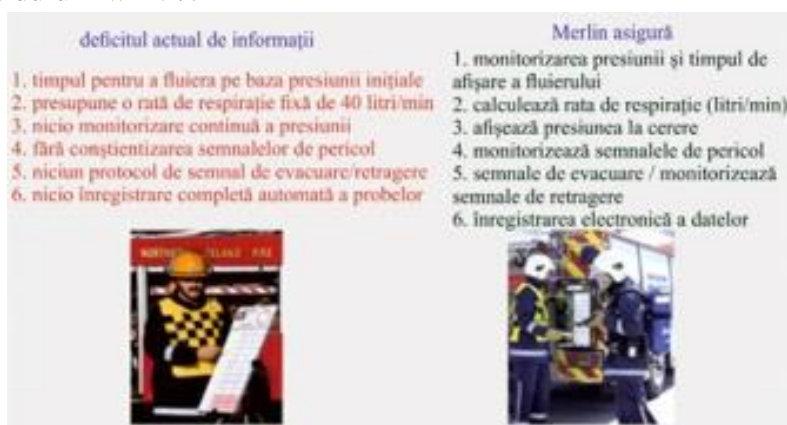 deficitul actual de informații
1. timpul pentru a fluiera pe baza presiunii inițiale
2. presupune o rată de respirație fixă de 40 litri/min
3. nicio monitorizare continuă a presiunii
4. fără conștientizarea semnalelor de pericol
5. niciun protocol de semnal de evacuare/retragere
6. nicio înregistrare completă automată a probelor
Merlin asigură
1. monitorizarea presiunii și timpul de
afișare a fluierului
2. calculează rata de respirație (litri/min)
3. afișează presiunea la cerere
4. monitorizează semnalele de pericol
5. semnale de evacuare / monitorizează
semnale de retragere
6. înregistrarea electronică a datelor